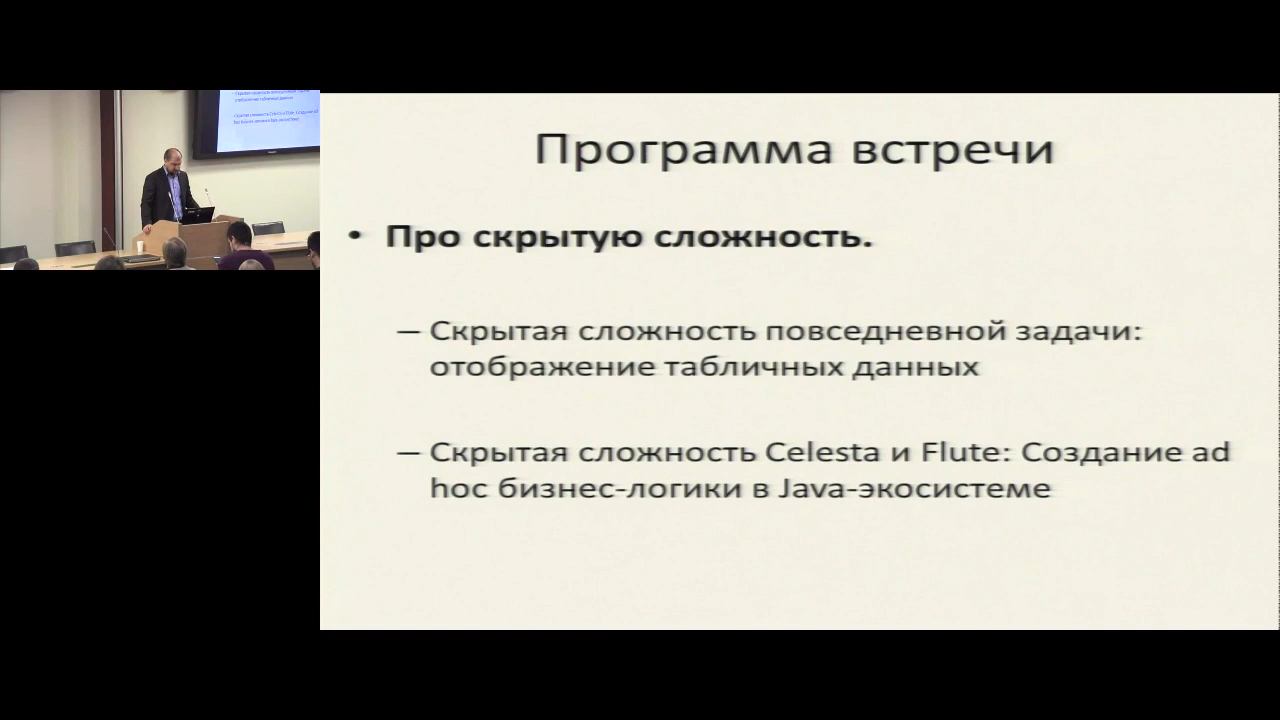 Программа встречи
• Про скрытую сложность.
– Скрытая сложность повседневной задачи:
отображение табличных данных
– Скрытая сложность Celesta и Flute: Создание ad
hoc бизнес-логики в Java-экосистеме